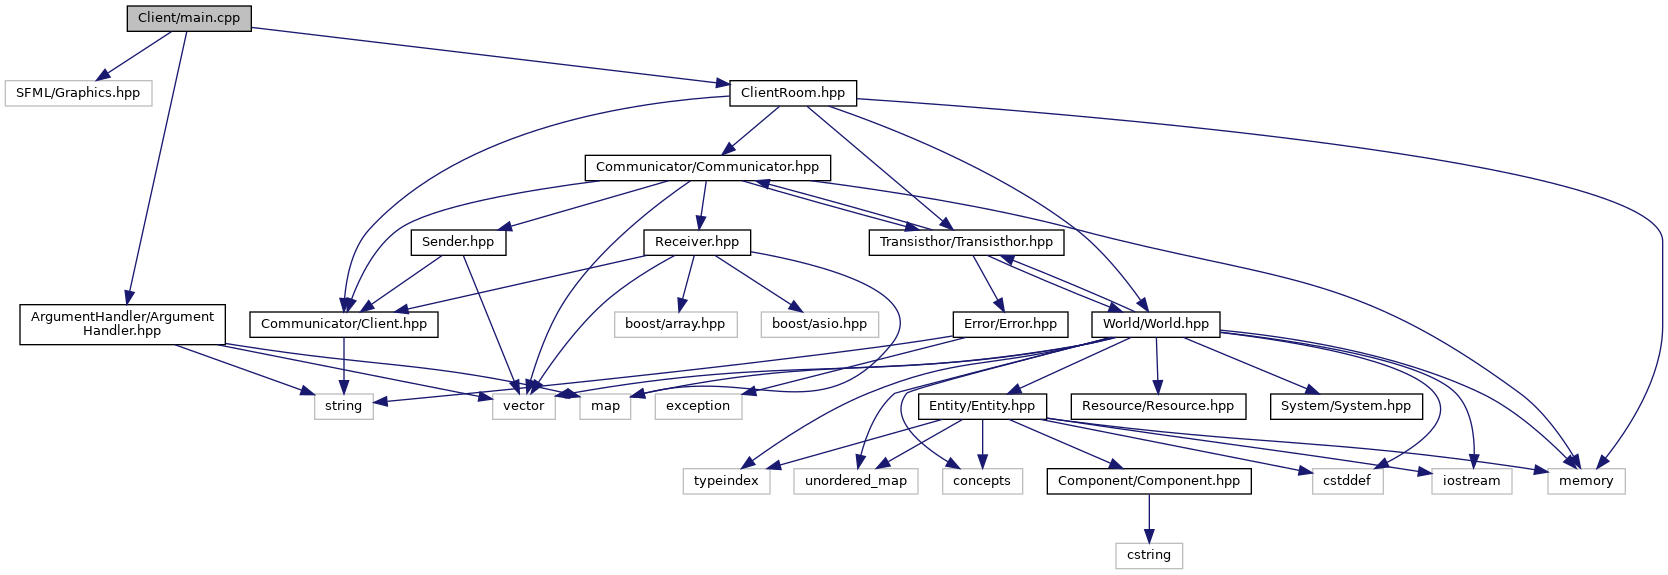 Client/main.cpp
SFML/Graphics.hpp
ClientRoom.hpp
Communicator/Communicator.hpp
Sender.hpp
Receiver.hpp
Transisthor/Transisthor.hpp
ArgumentHandler/Argument
Handler.hpp
Communicator/Client.hpp
boost/array.hpp
boost/asio.hpp
Error/Error.hpp
World/World.hpp
string
vector
map
exception
Entity/Entity.hpp
Resource/Resource.hpp
System/System.hpp
typeindex
unordered_map
concepts
Component/Component.hpp
cstddef
iostream
memory
cstring